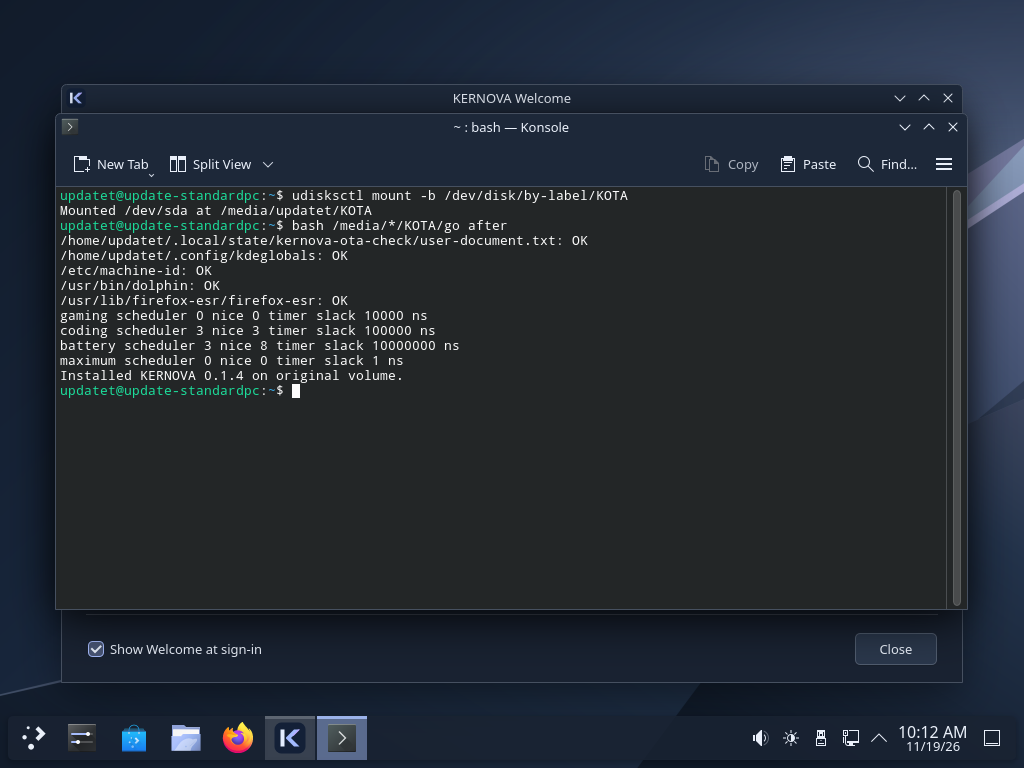 KERNOVA Welcome
~ : bash — Konsole
New Tab
Split View
Copy
Paste
Find...
updatet@update-standardpc:~$ udisksctl mount -b /dev/disk/by-label/KOTA
Mounted /dev/sda at /media/updatet/KOTA
updatet@update-standardpc:~$ bash /media/*/KOTA/go after
/home/updatet/.local/state/kernova-ota-check/user-document.txt: OK
/home/updatet/.config/kdeglobals: OK
/etc/machine-id: OK
/usr/bin/dolphin: OK
/usr/lib/firefox-esr/firefox-esr: OK
gaming scheduler 0 nice 0 timer slack 10000 ns
coding scheduler 3 nice 3 timer slack 100000 ns
battery scheduler 3 nice 8 timer slack 10000000 ns
maximum scheduler 0 nice 0 timer slack 1 ns
Installed KERNOVA 0.1.4 on original volume.
updatet@update-standardpc:~$
Show Welcome at sign-in
Close
10:12 AM
11/19/26